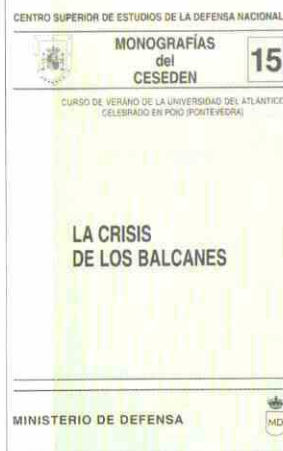 CENTRO SUPERIOR DE ESTUDIOS DE LA DEFENSA NACIONAL
MONOGRAFÍAS
del
CESEDEN
15
CURSO DE VERANO DE LA UNIVERSIDAD DEL ATLÁNTICO
CELEBRADO EN POIO (PONTEVEDRA)
LA CRISIS
DE LOS BALCANES
MINISTERIO DE DEFENSA
MD